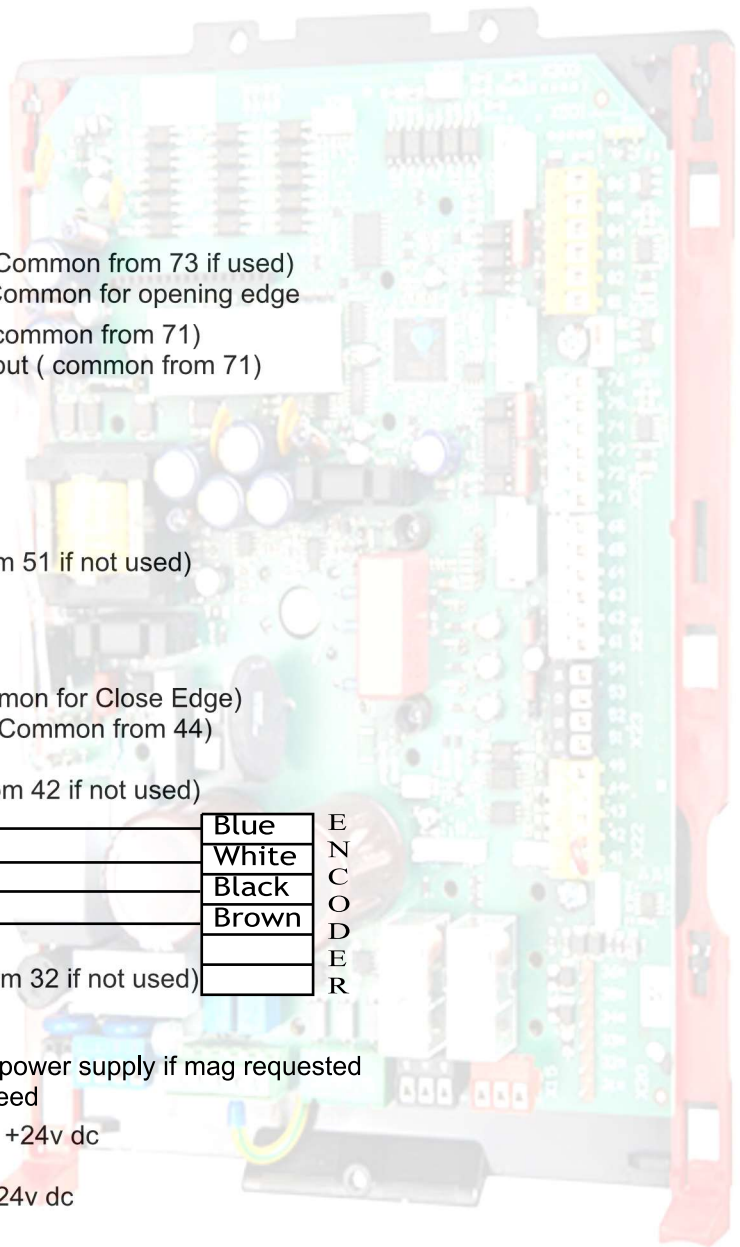 Common from 73 if used)
Common for opening edge
common from 71)
out ( common from 71)
m 51 if not used)
mon for Close Edge)
Common from 44)
om 42 if not used)
Blue
White
Black
Brown
ENCODER
m 32 if not used)
power supply if mag requested
eed
+24v dc
24v dc